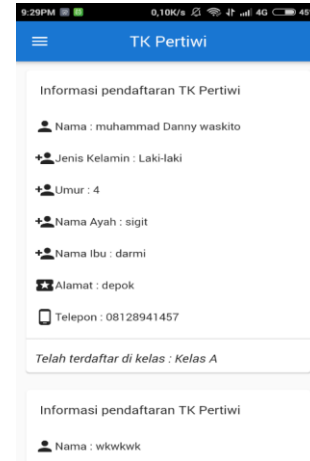 9:29PM 0,10K/s 4G 45%
TK Pertiwi
Informasi pendaftaran TK Pertiwi
Nama : muhammad Danny waskito
Jenis Kelamin : Laki-laki
Umur : 4
Nama Ayah : sigit
Nama Ibu : darmi
Alamat : depok
Telepon : 08128941457
Telah terdaftar di kelas : Kelas A
Informasi pendaftaran TK Pertiwi
Nama : wkwkwk